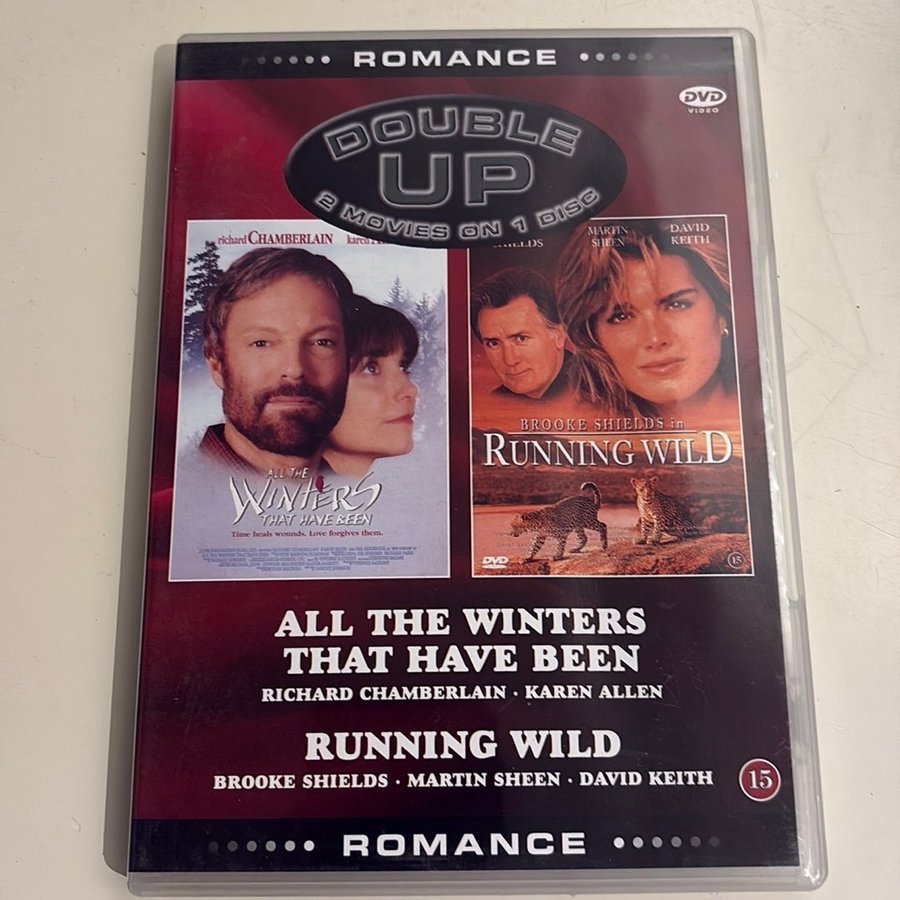 ROMANCE
DVD
VIDEO
DOUBLE
UP
2 MOVIES ON 1 DISC
richard CHAMBERLAIN karen
MARTIN DAVID
SHEEN KEITH
BROOKE SHIELDS in
RUNNING WILD
ALL THE
WINTERS
THAT HAVE BEEN
Time heals wounds. Love forgives them.
DVD
15
ALL THE WINTERS
THAT HAVE BEEN
RICHARD CHAMBERLAIN · KAREN ALLEN
RUNNING WILD
BROOKE SHIELDS · MARTIN SHEEN · DAVID KEITH
15
ROMANCE